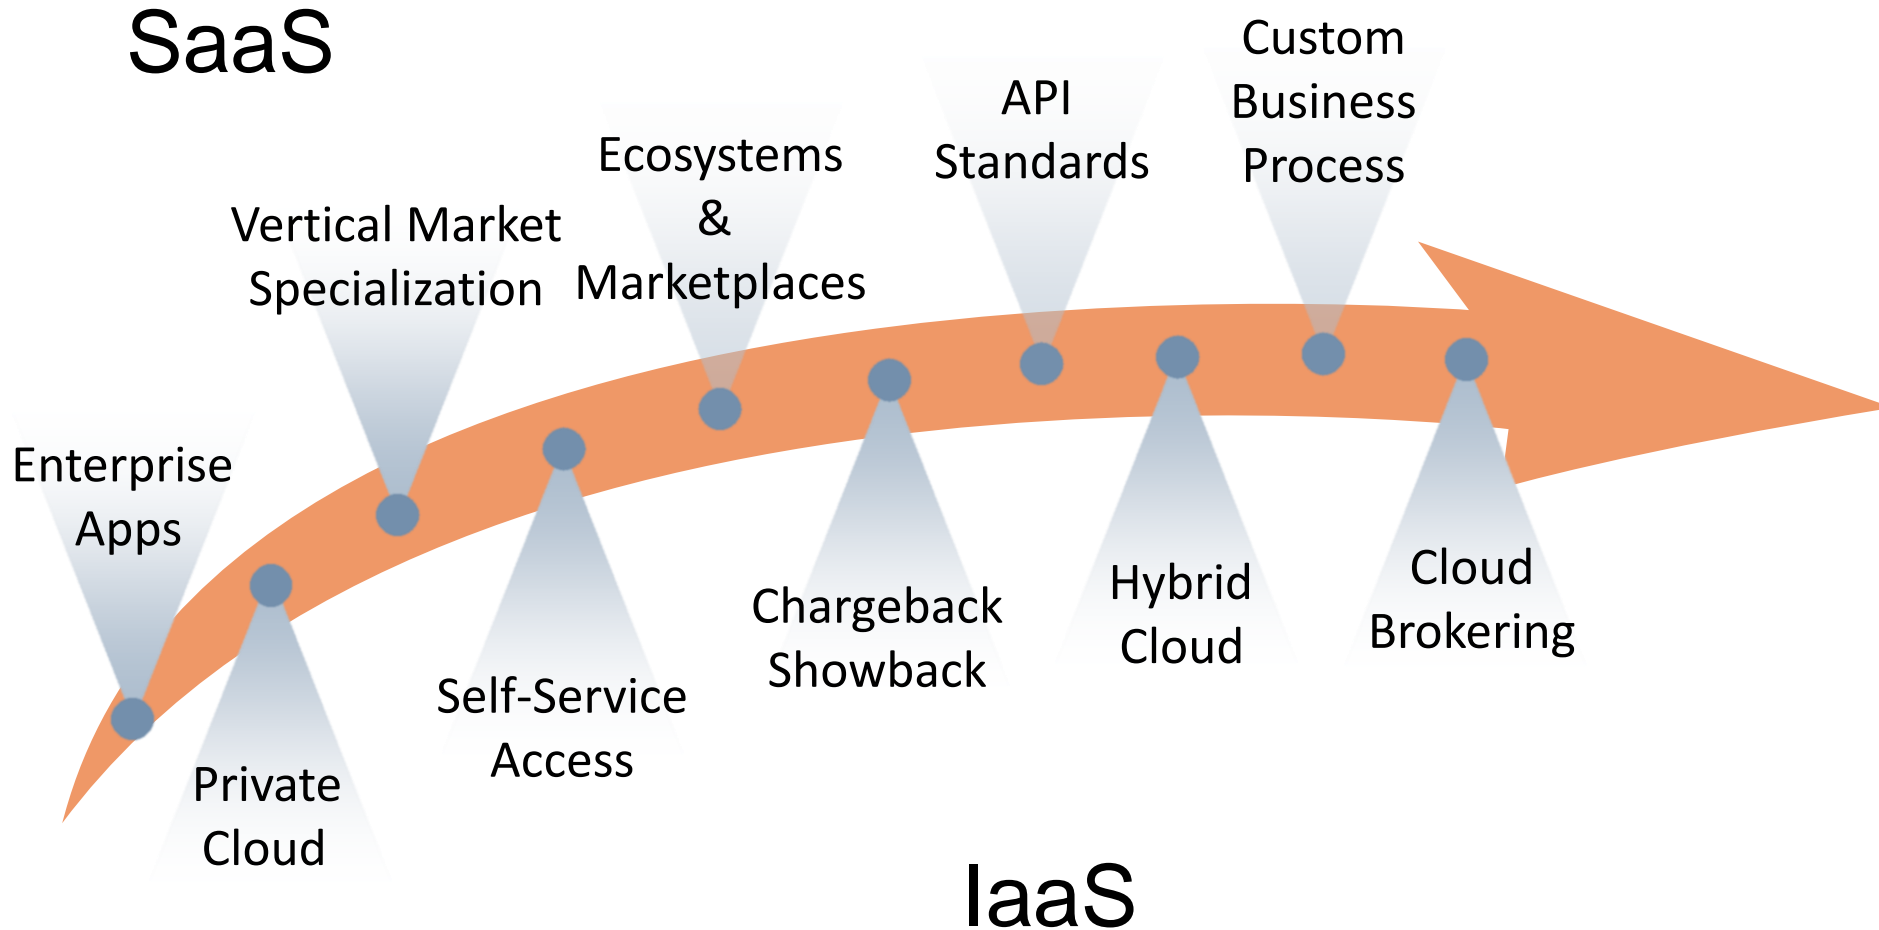 SaaS
Custom
Business
Process
API
Standards
Ecosystems
&
Marketplaces
Vertical Market
Specialization
Enterprise
Apps
Private
Cloud
Self-Service
Access
Chargeback
Showback
Hybrid
Cloud
Cloud
Brokering
IaaS